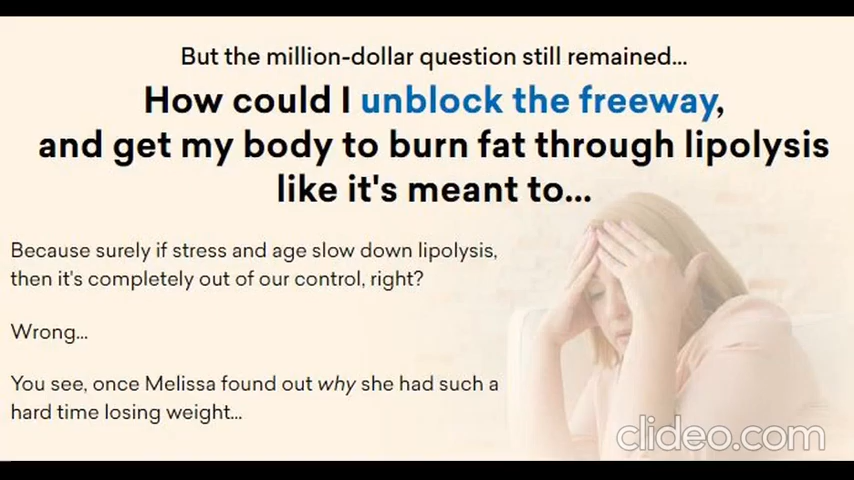 But the million-dollar question still remained...
How could I unblock the freeway,
and get my body to burn fat through lipolysis
like it's meant to...
Because surely if stress and age slow down lipolysis,
then it's completely out of our control, right?
Wrong...
You see, once Melissa found out why she had such a
hard time losing weight...
clideo.com